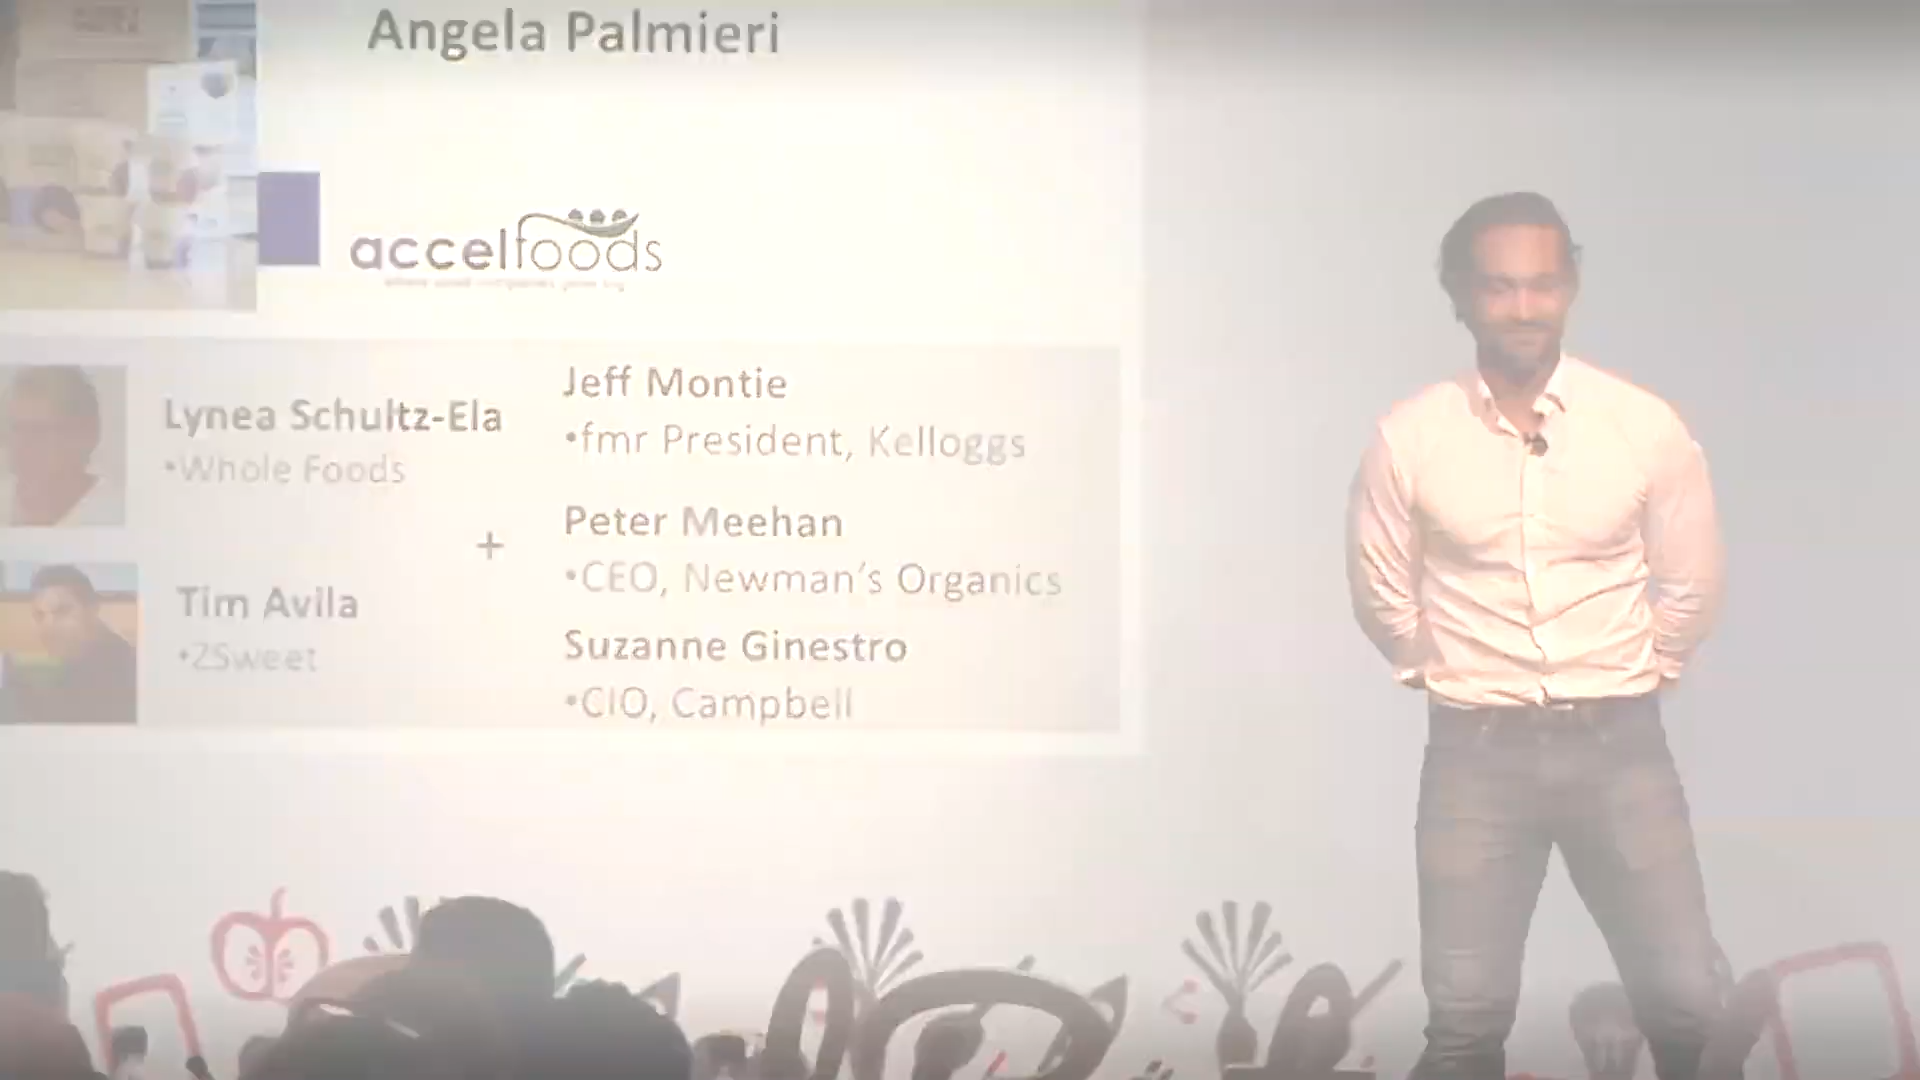 Angela Palmieri
accelfoods
Lynea Schultz-Ela
•Whole Foods
Tim Avila
•ZSweet
+
Jeff Montie
•fmr President, Kelloggs
Peter Meehan
•CEO, Newman's Organics
Suzanne Ginestro
•CIO, Campbell